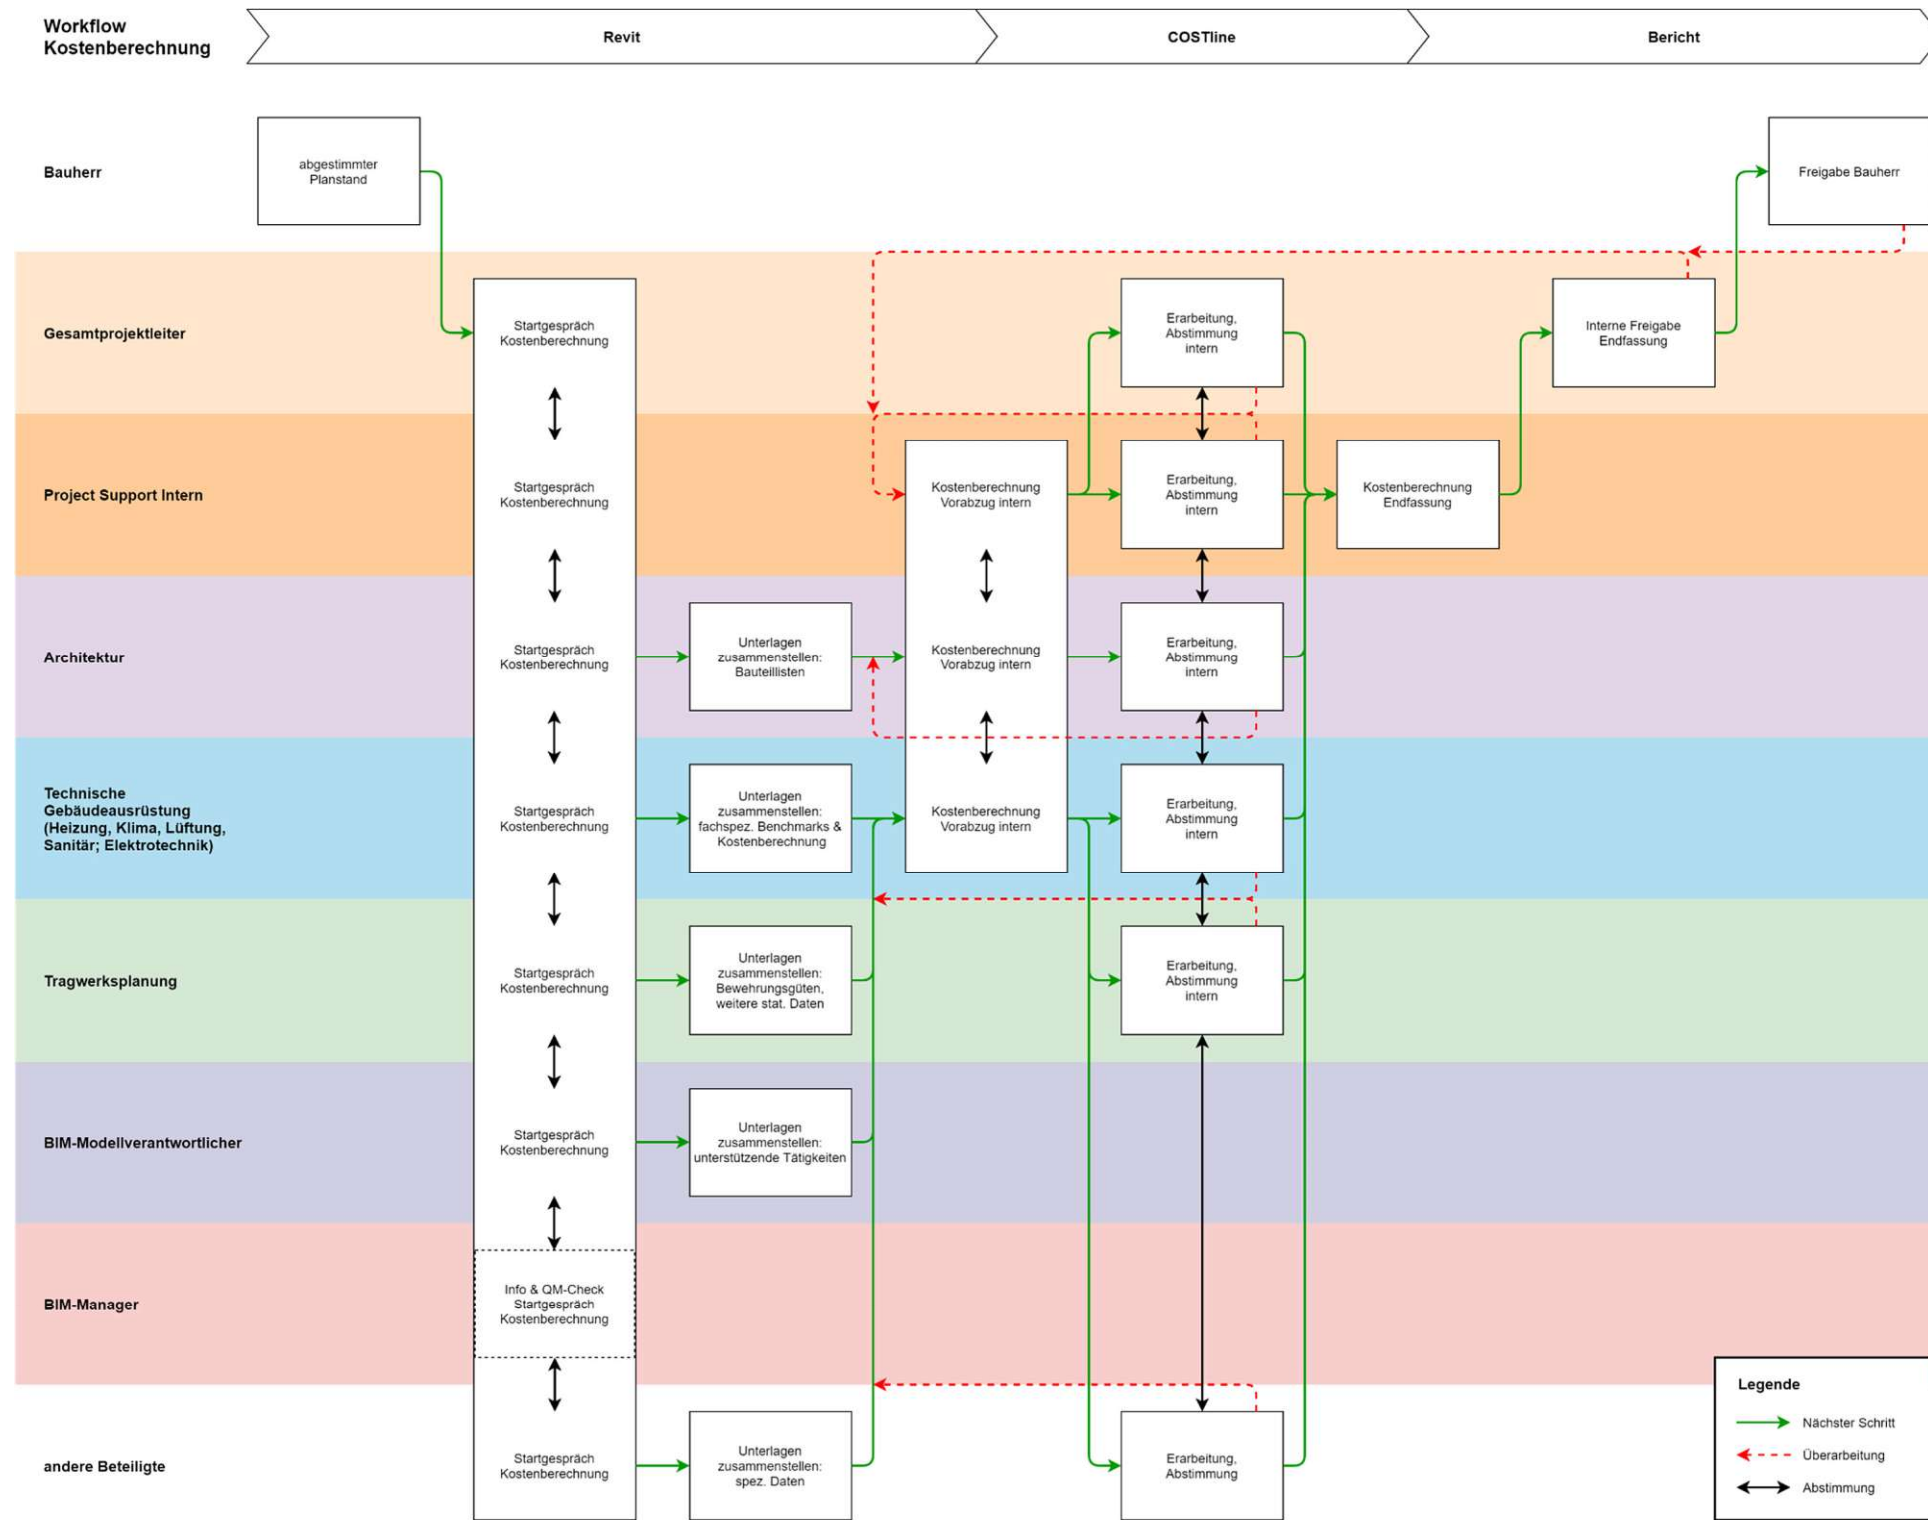 Workflow
Kostenberechnung
Revit
COSTline
Bericht
Bauherr
abgestimmter
Planstand
Freigabe Bauherr
Gesamtprojektleiter
Startgespräch
Kostenberechnung
Erarbeitung,
Abstimmung
intern
Interne Freigabe
Endfassung
Project Support Intern
Startgespräch
Kostenberechnung
Kostenberechnung
Vorabzug intern
Erarbeitung,
Abstimmung
intern
Kostenberechnung
Endfassung
Architektur
Startgespräch
Kostenberechnung
Unterlagen
zusammenstellen:
Bauteillisten
Kostenberechnung
Vorabzug intern
Erarbeitung,
Abstimmung
intern
Technische
Gebäudeausrüstung
(Heizung, Klima, Lüftung,
Sanitär; Elektrotechnik)
Startgespräch
Kostenberechnung
Unterlagen
zusammenstellen:
fachspez. Benchmarks &
Kostenberechnung
Kostenberechnung
Vorabzug intern
Erarbeitung,
Abstimmung
intern
Tragwerksplanung
Startgespräch
Kostenberechnung
Unterlagen
zusammenstellen:
Bewehrungsgüten,
weitere stat. Daten
Erarbeitung,
Abstimmung
intern
BIM-Modellverantwortlicher
Startgespräch
Kostenberechnung
Unterlagen
zusammenstellen:
unterstützende Tätigkeiten
BIM-Manager
Info & QM-Check
Startgespräch
Kostenberechnung
andere Beteiligte
Startgespräch
Kostenberechnung
Unterlagen
zusammenstellen:
spez. Daten
Erarbeitung,
Abstimmung
Legende
Nächster Schritt
Überarbeitung
Abstimmung